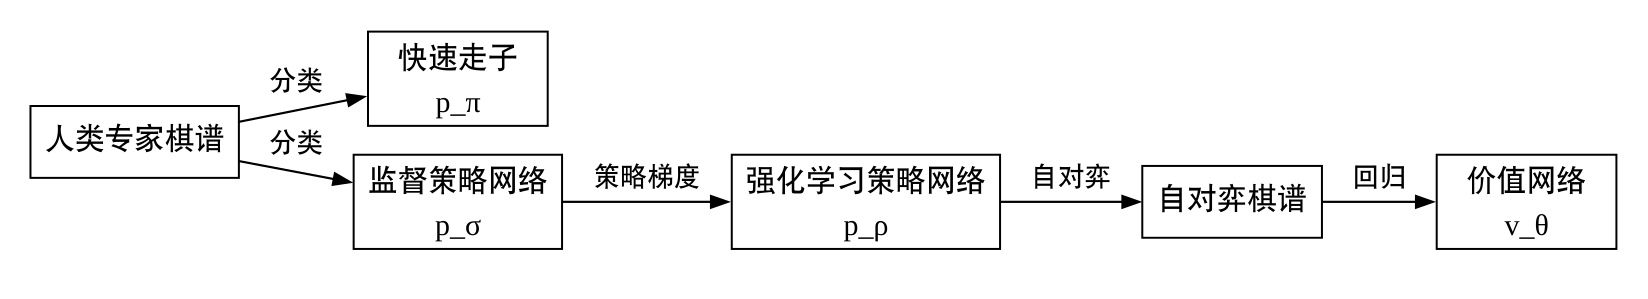 人类专家棋谱
分类
快速走子
p_π
分类
监督策略网络
p_σ
策略梯度
强化学习策略网络
p_ρ
自对弈
自对弈棋谱
回归
价值网络
v_θ